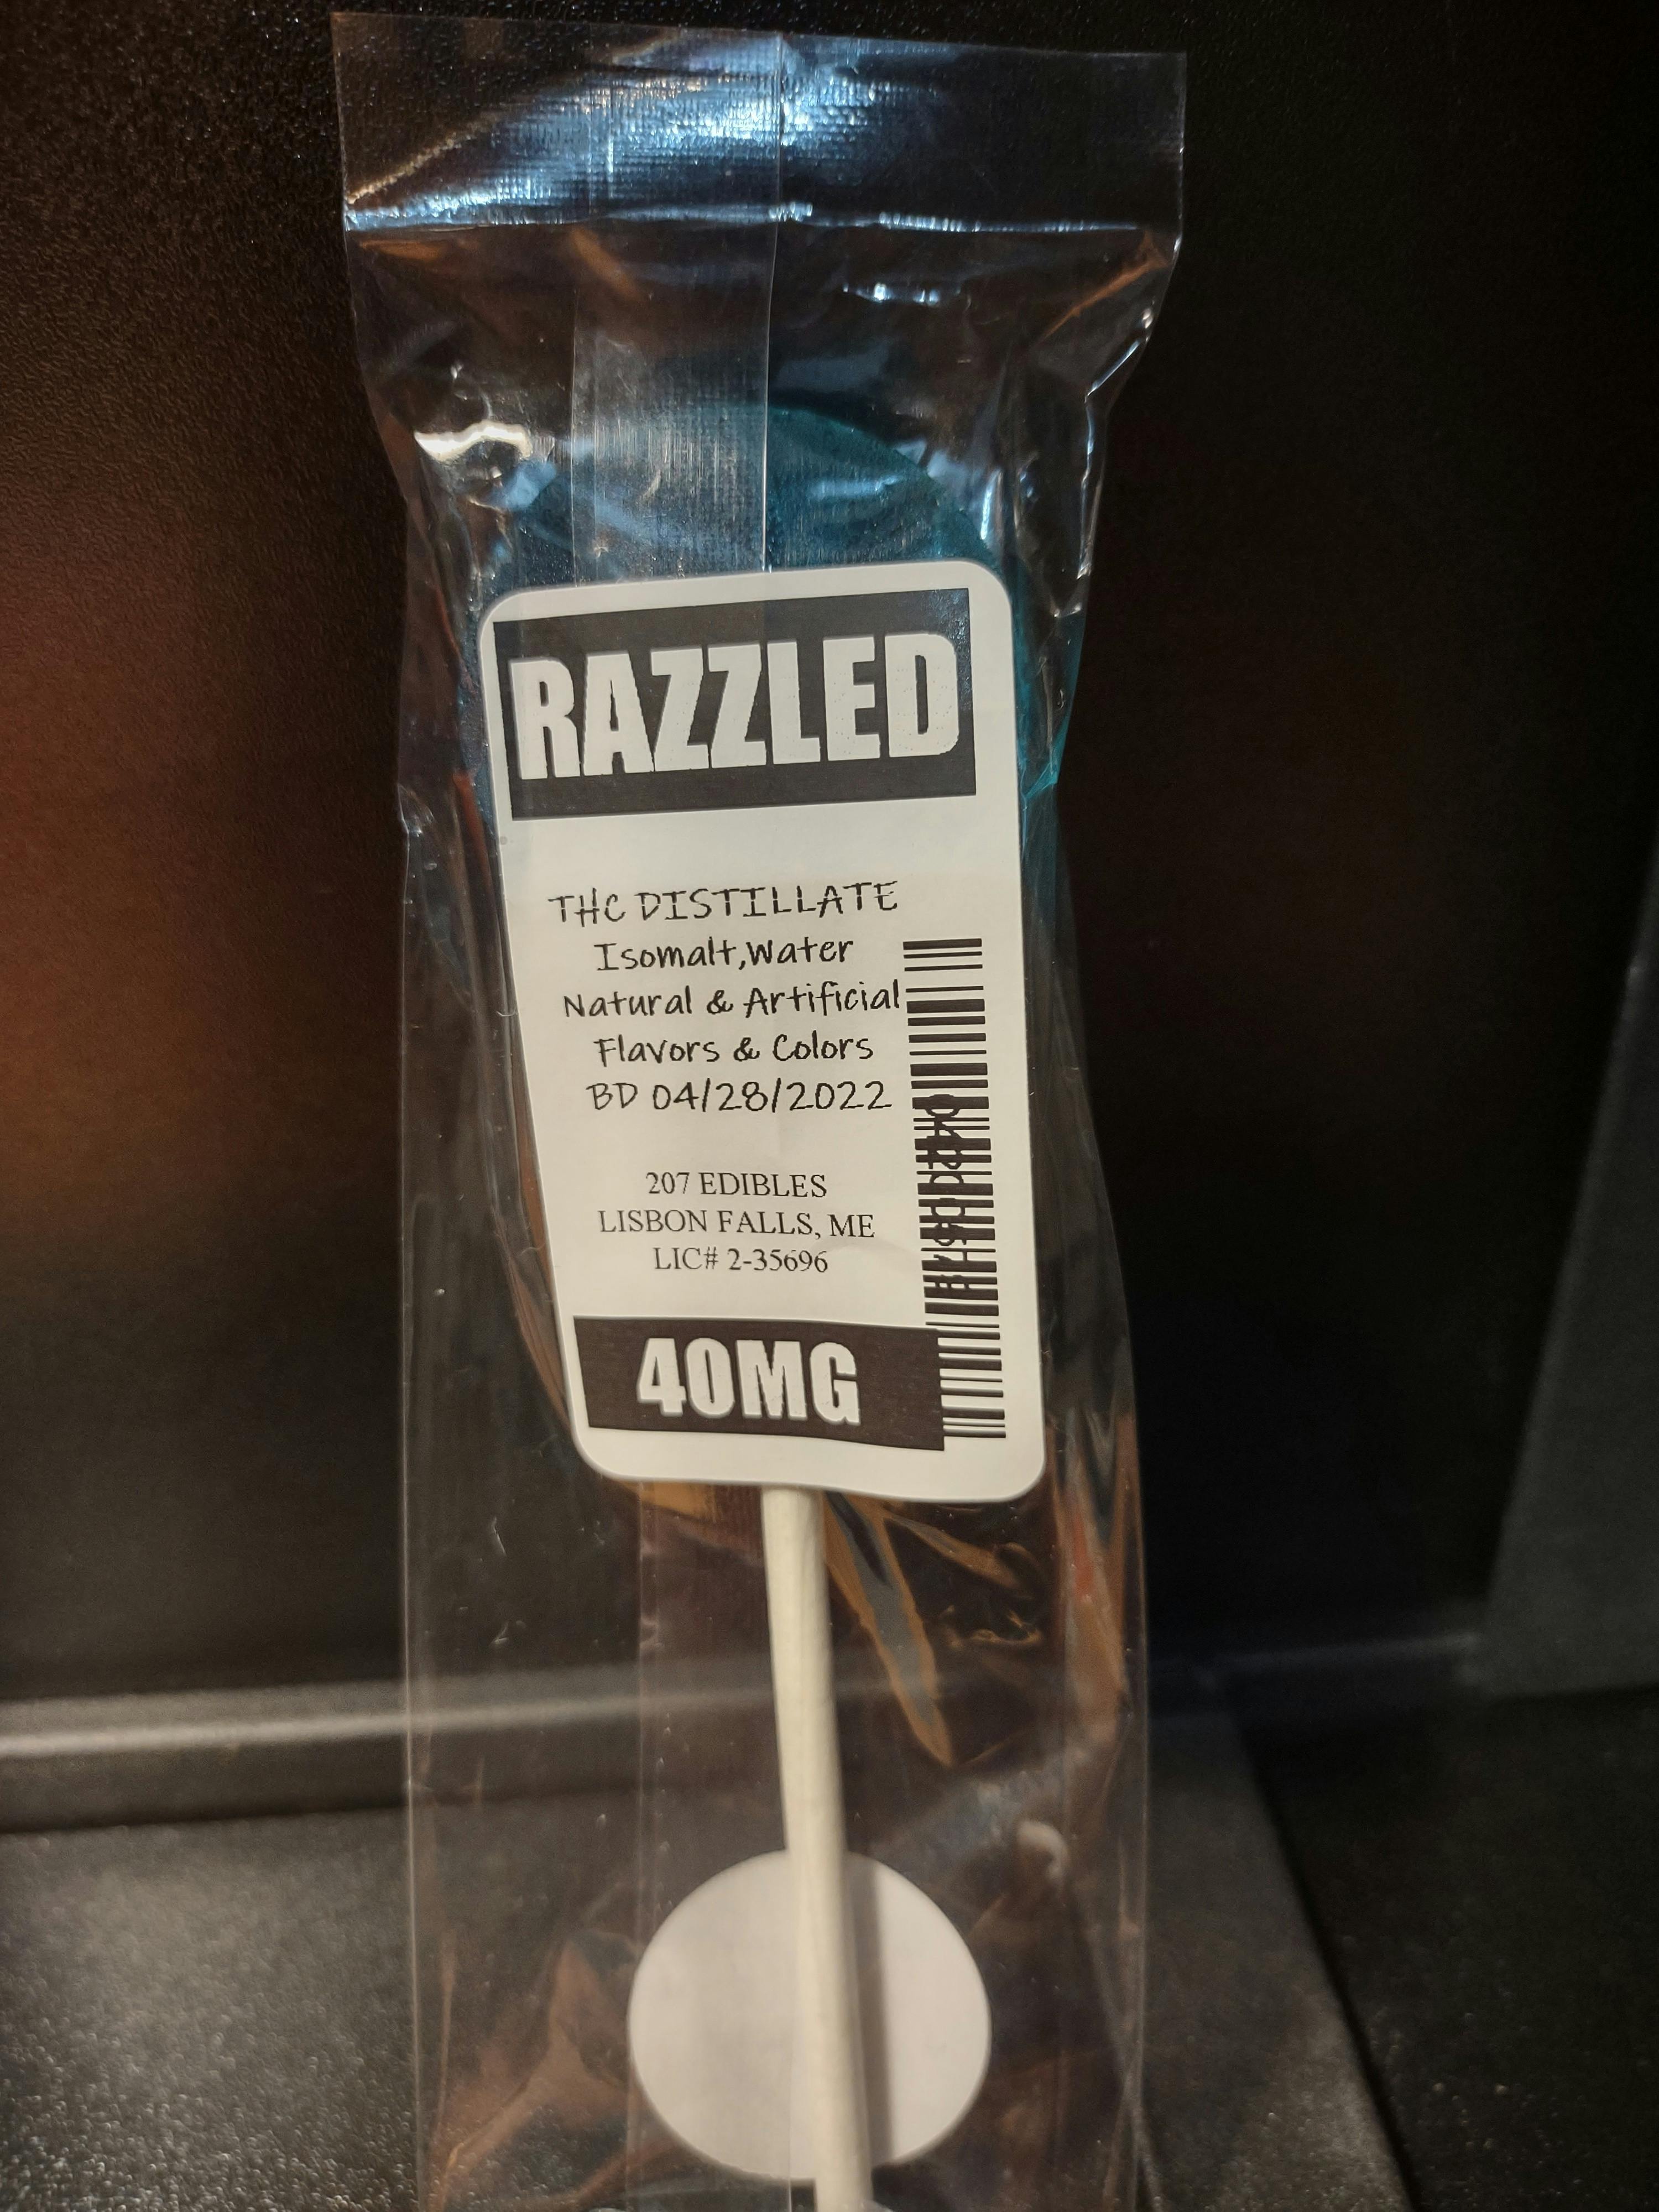 RAZZLED
THC DISTILLATE
Isomalt,Water
Natural & Artificial
Flavors & Colors
BD 04/28/2022
207 EDIBLES
LISBON FALLS, ME
LIC# 2-35696
40MG